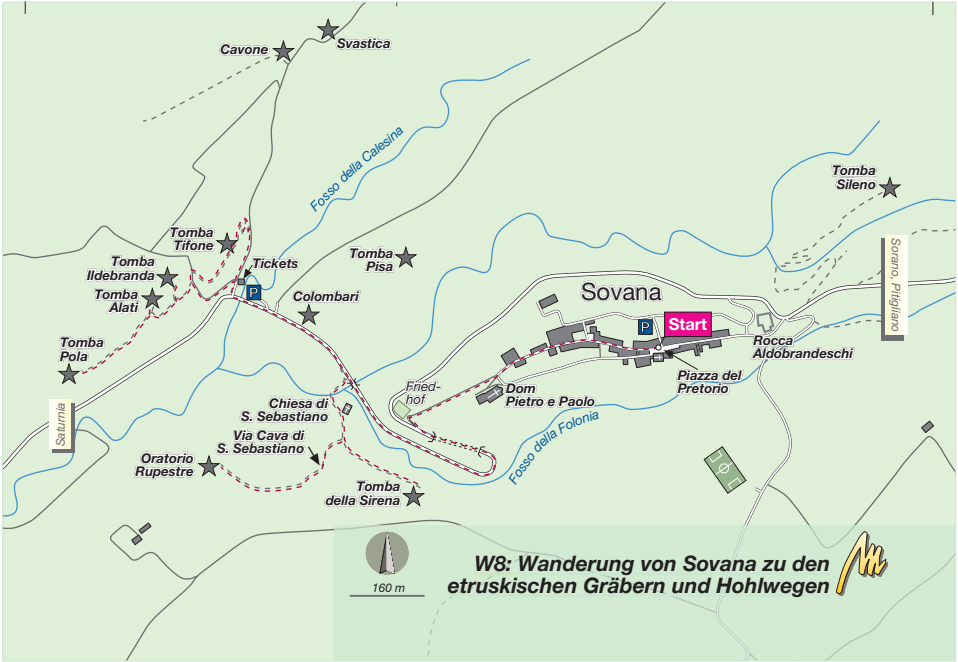 Svastica
Cavone
Fosso della Calesina
Tomba
Sileno
Tomba
Tifone
Tomba
Pisa
Tickets
Tomba
Ildebranda
Tomba
Alati
P
Colombari
Sorano, Pitigliano
Sovana
P
Start
Tomba
Pola
Rocca
Aldobrandeschi
Piazza del
Pretorio
Fried-
hof
Dom
Pietro e Paolo
Chiesa di
S. Sebastiano
Saturnia
Via Cava di
S. Sebastiano
Fosso della Folonia
Oratorio
Rupestre
Tomba
della Sirena
160 m
W8: Wanderung von Sovana zu den
etruskischen Gräbern und Hohlwegen